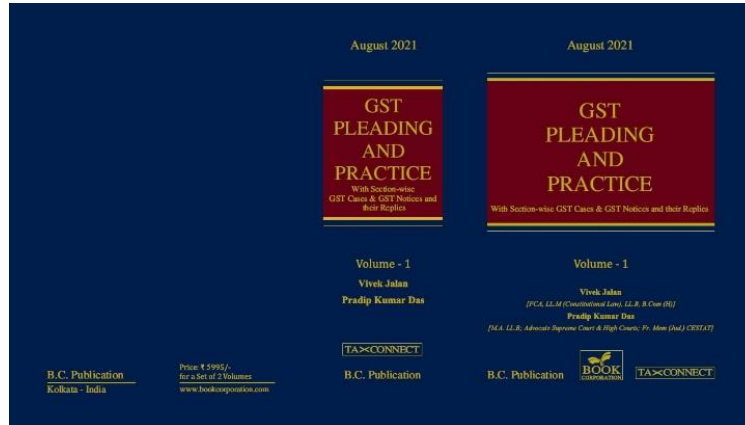 B.C. Publication
Kolkata - India
Price: ₹ 5995/-
for a Set of 2 Volumes
www.bookcorporation.com
August 2021
GST
PLEADING
AND
PRACTICE
With Section-wise
GST Cases & GST Notices and
their Replies
Volume - 1
Vivek Jalan
Pradip Kumar Das
TAXCONNECT
B.C. Publication
August 2021
GST
PLEADING
AND
PRACTICE
With Section-wise GST Cases & GST Notices and their Replies
Volume - 1
Vivek Jalan
[FCA, LL.M (Constitutional Law), LL.B, B.Com (H)]
Pradip Kumar Das
[M.A. LL.B; Advocate Supreme Court & High Courts; Fr. Mem (Jud.) CESTAT]
B.C. Publication
BOOK
CORPORATION
TAXCONNECT